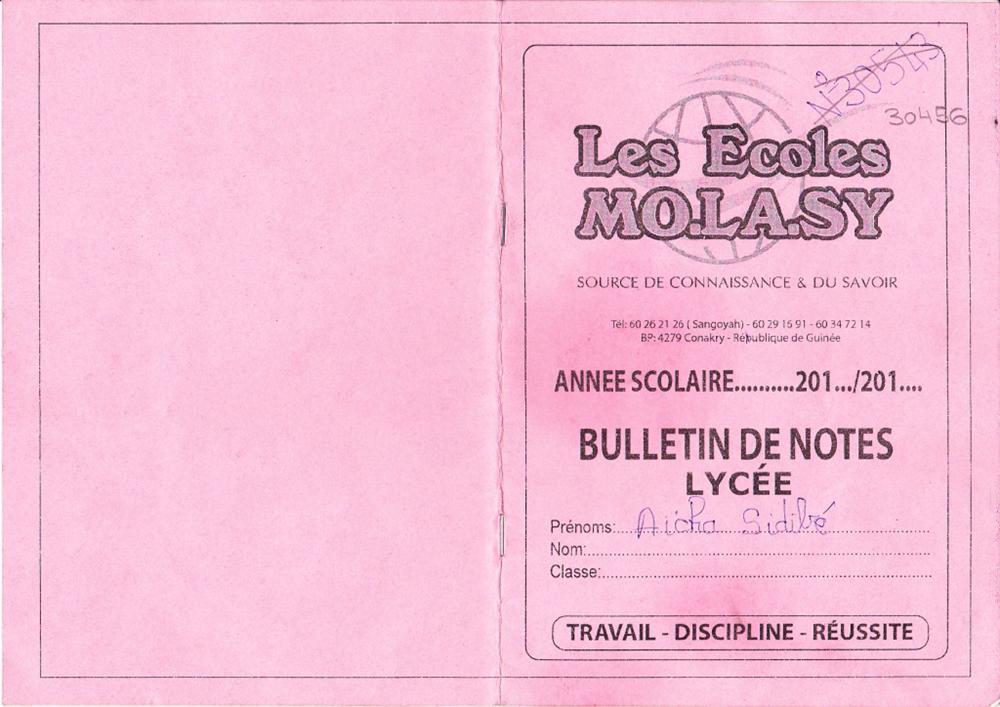 N°30543
30456
Les Ecoles
MO.LA.SY
SOURCE DE CONNAISSANCE & DU SAVOIR
Tél: 60 26 21 26 ( Sangoyah) - 60 29 16 91 - 60 34 72 14
BP: 4279 Conakry - République de Guinée
ANNEE SCOLAIRE..........201.../201....
BULLETIN DE NOTES
LYCÉE
Prénoms: Aicha Sidibé
Nom:
Classe:
TRAVAIL - DISCIPLINE - RÉUSSITE